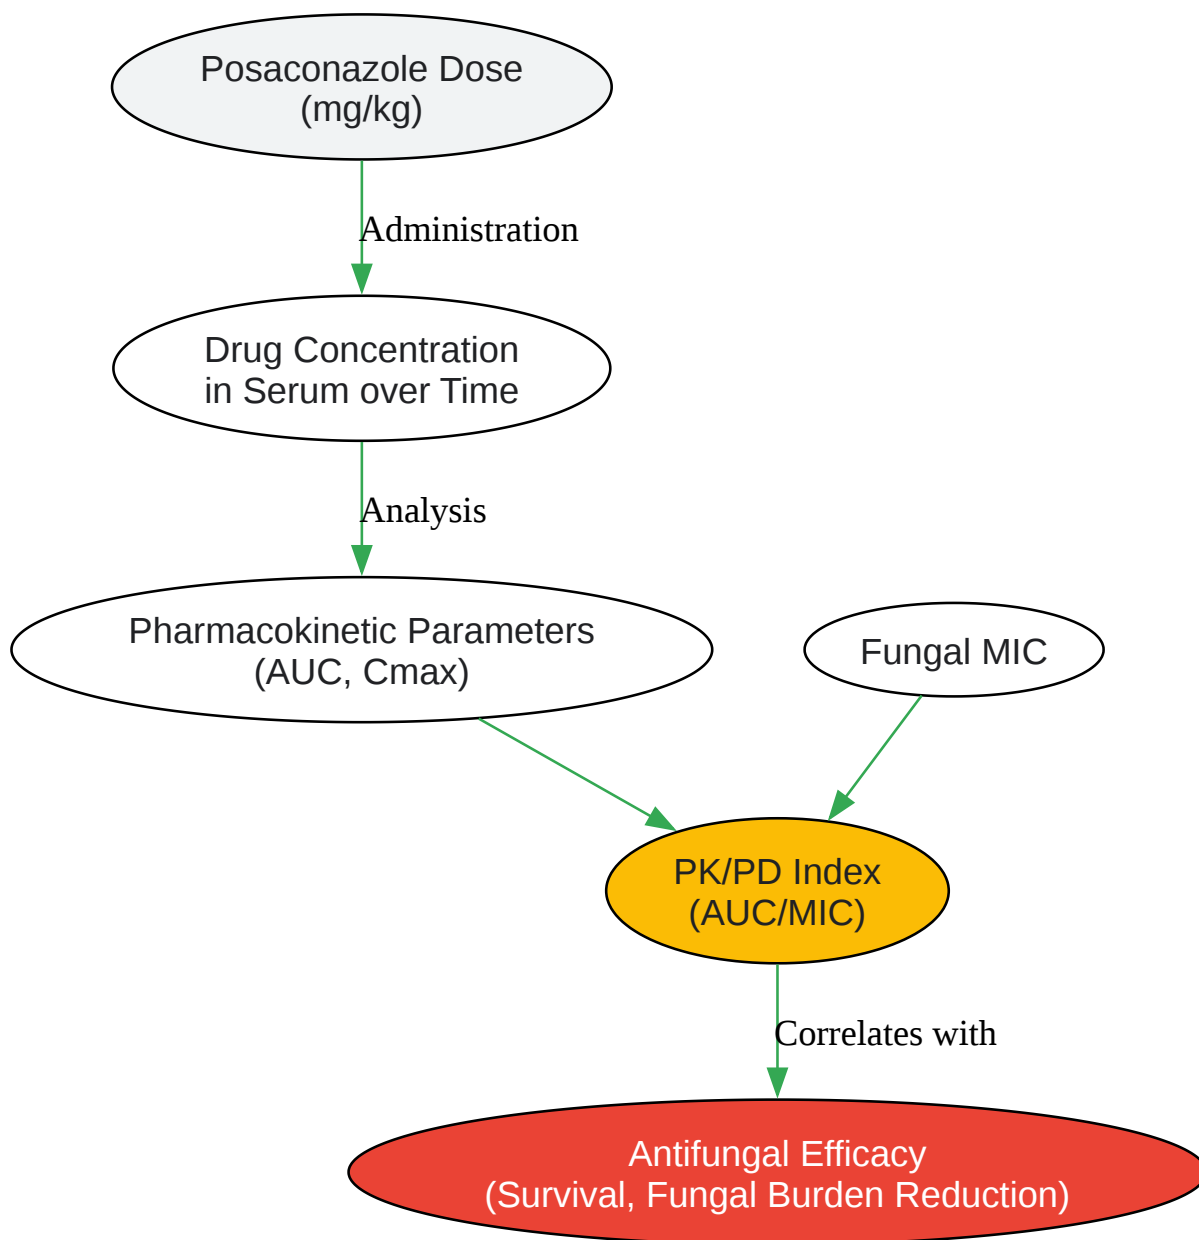 Posaconazole Dose
(mg/kg)
Administration
Drug Concentration
in Serum over Time
Analysis
Pharmacokinetic Parameters
(AUC, Cmax)
Fungal MIC
PK/PD Index
(AUC/MIC)
Correlates with
Antifungal Efficacy
(Survival, Fungal Burden Reduction)